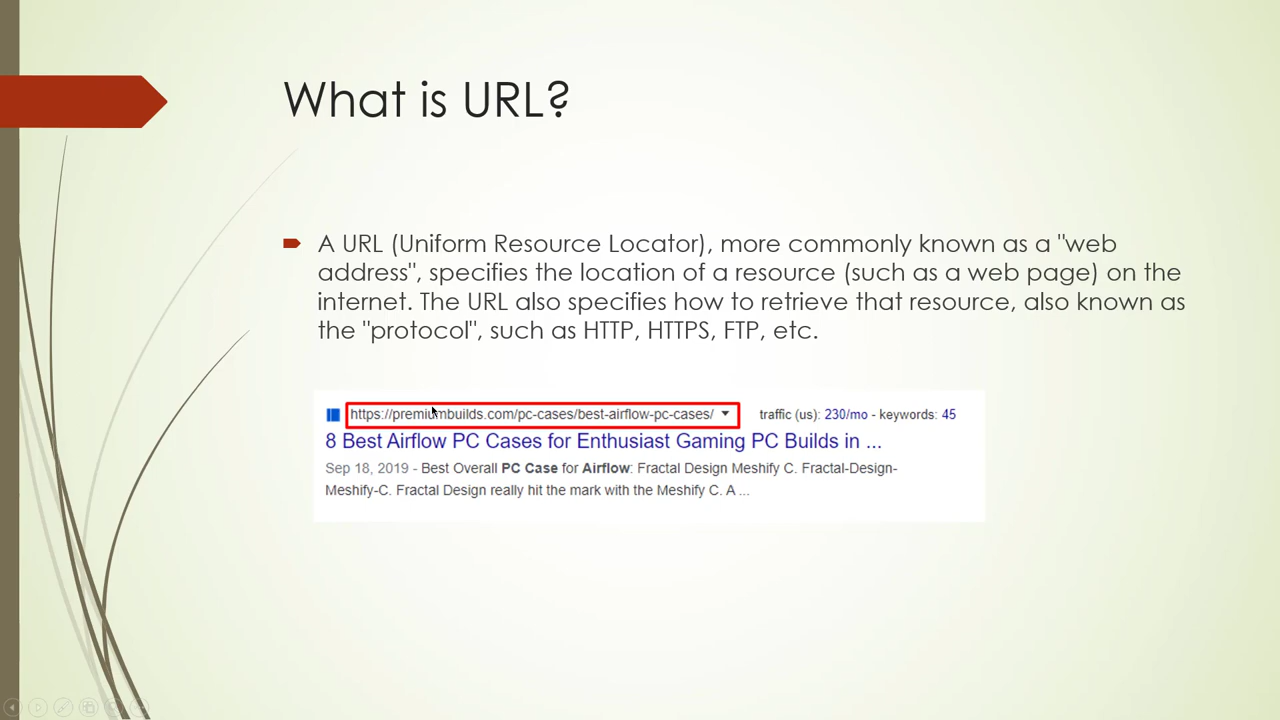 What is URL?
A URL (Uniform Resource Locator), more commonly known as a "web
address", specifies the location of a resource (such as a web page) on the
internet. The URL also specifies how to retrieve that resource, also known as
the "protocol", such as HTTP, HTTPS, FTP, etc.
https://premiumbuilds.com/pc-cases/best-airflow-pc-cases/ traffic (us): 230/mo - keywords: 45
8 Best Airflow PC Cases for Enthusiast Gaming PC Builds in ...
Sep 18, 2019 - Best Overall PC Case for Airflow: Fractal Design Meshify C. Fractal-Design-
Meshify-C. Fractal Design really hit the mark with the Meshify C. A ...